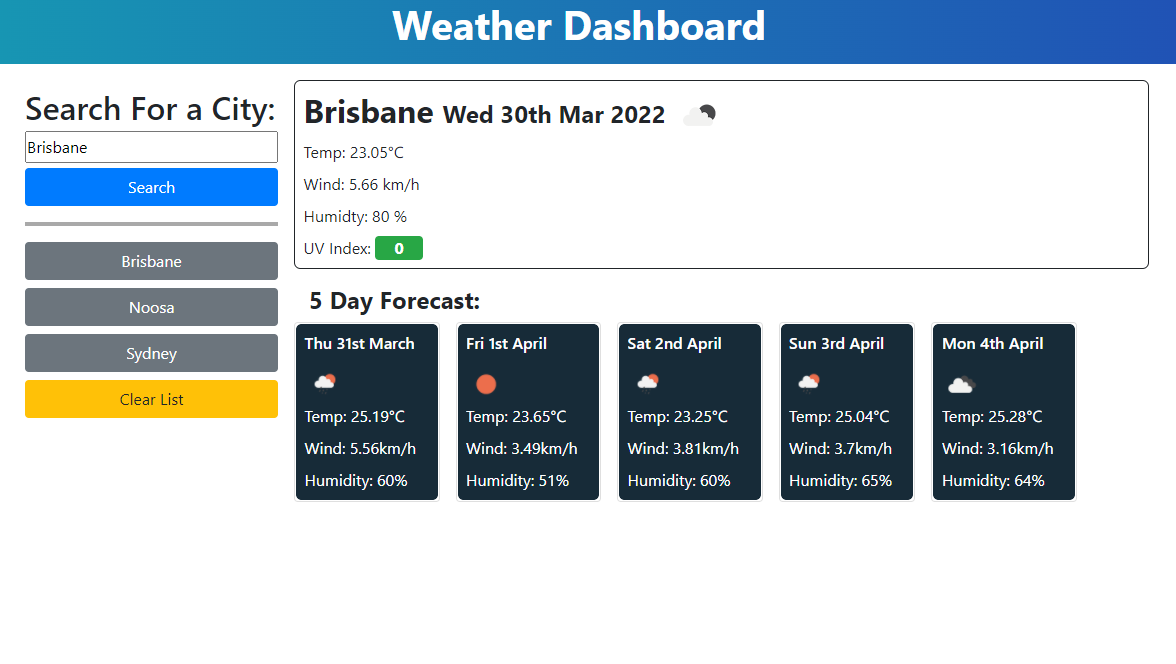 Weather Dashboard
Search For a City:
Brisbane
Search
Brisbane
Noosa
Sydney
Clear List
Brisbane Wed 30th Mar 2022
Temp: 23.05°C
Wind: 5.66 km/h
Humidty: 80 %
UV Index: 0
5 Day Forecast:
Thu 31st March
Temp: 25.19°C
Wind: 5.56km/h
Humidity: 60%
Fri 1st April
Temp: 23.65°C
Wind: 3.49km/h
Humidity: 51%
Sat 2nd April
Temp: 23.25°C
Wind: 3.81km/h
Humidity: 60%
Sun 3rd April
Temp: 25.04°C
Wind: 3.7km/h
Humidity: 65%
Mon 4th April
Temp: 25.28°C
Wind: 3.16km/h
Humidity: 64%